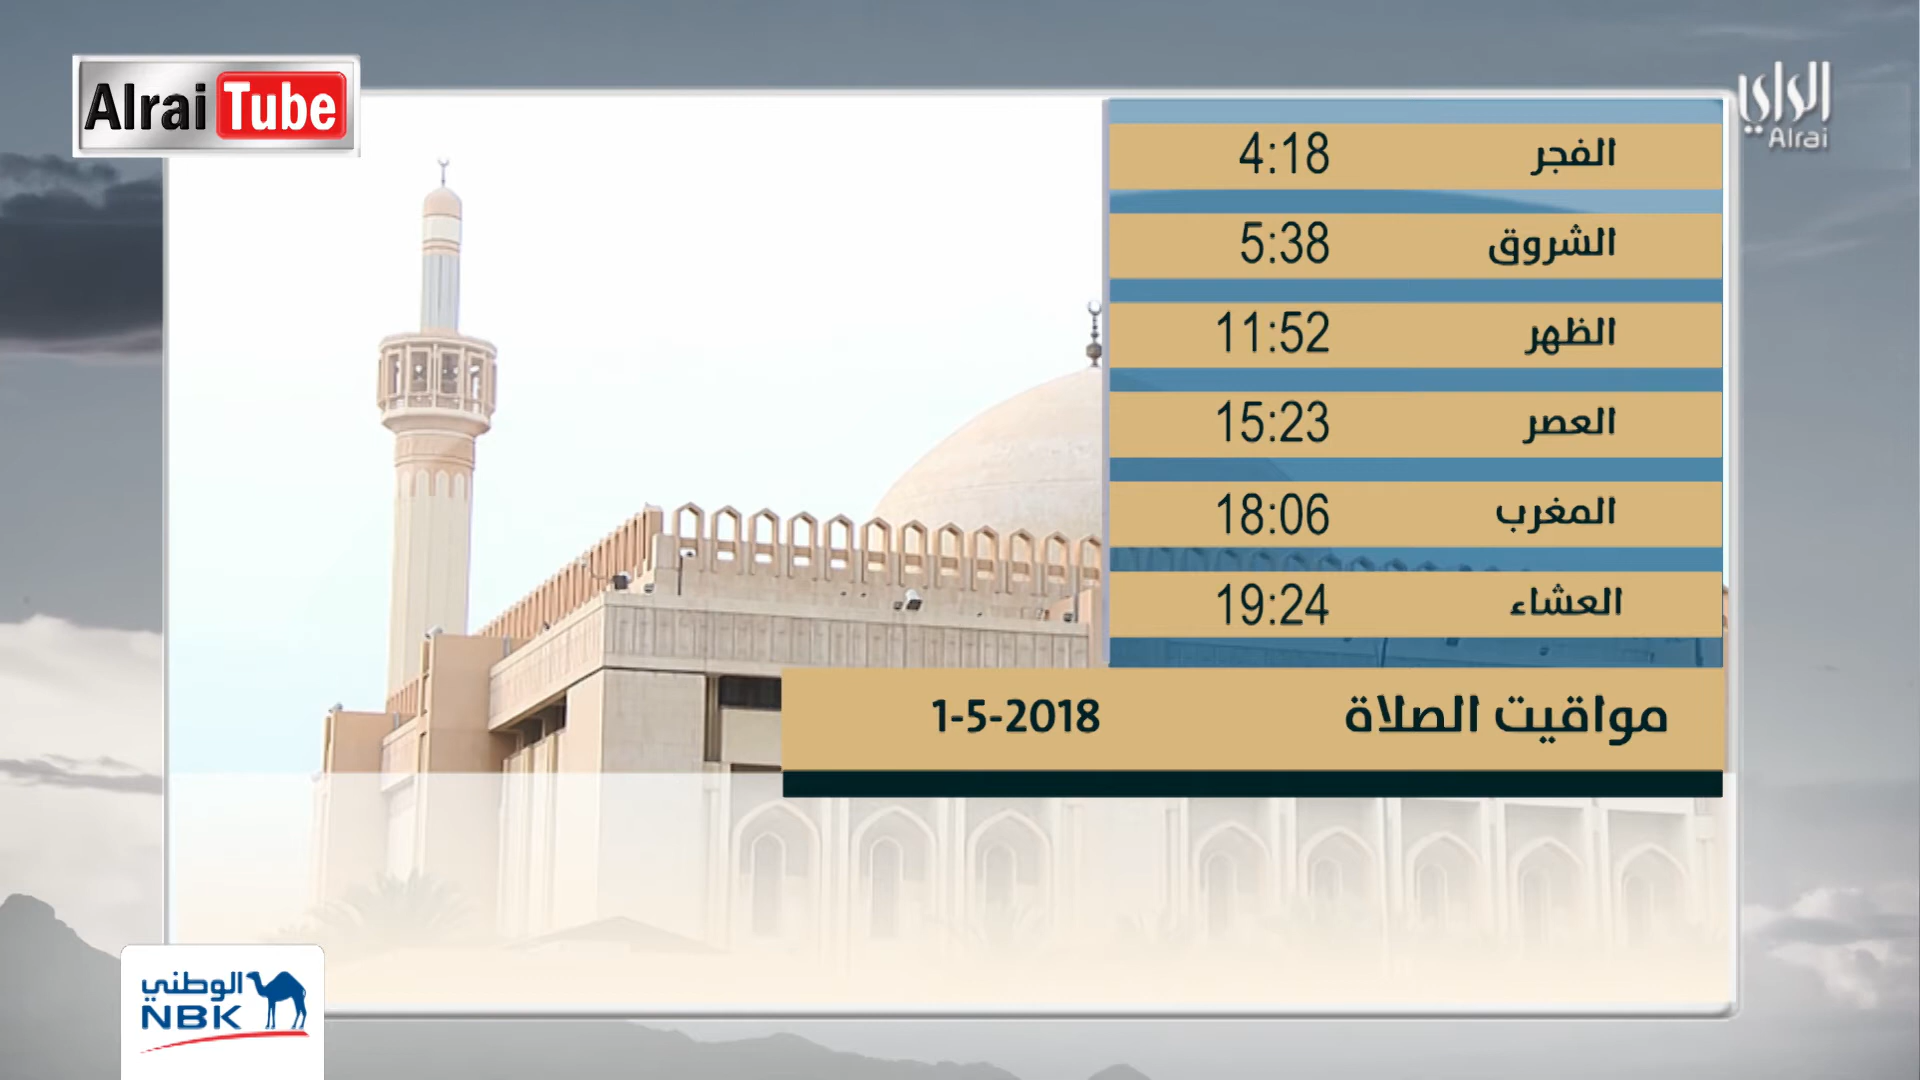 Alrai Tube
الراي
Alrai
الفجر 4:18
الشروق 5:38
الظهر 11:52
العصر 15:23
المغرب 18:06
العشاء 19:24
مواقيت الصلاة 1-5-2018
الوطني
NBK